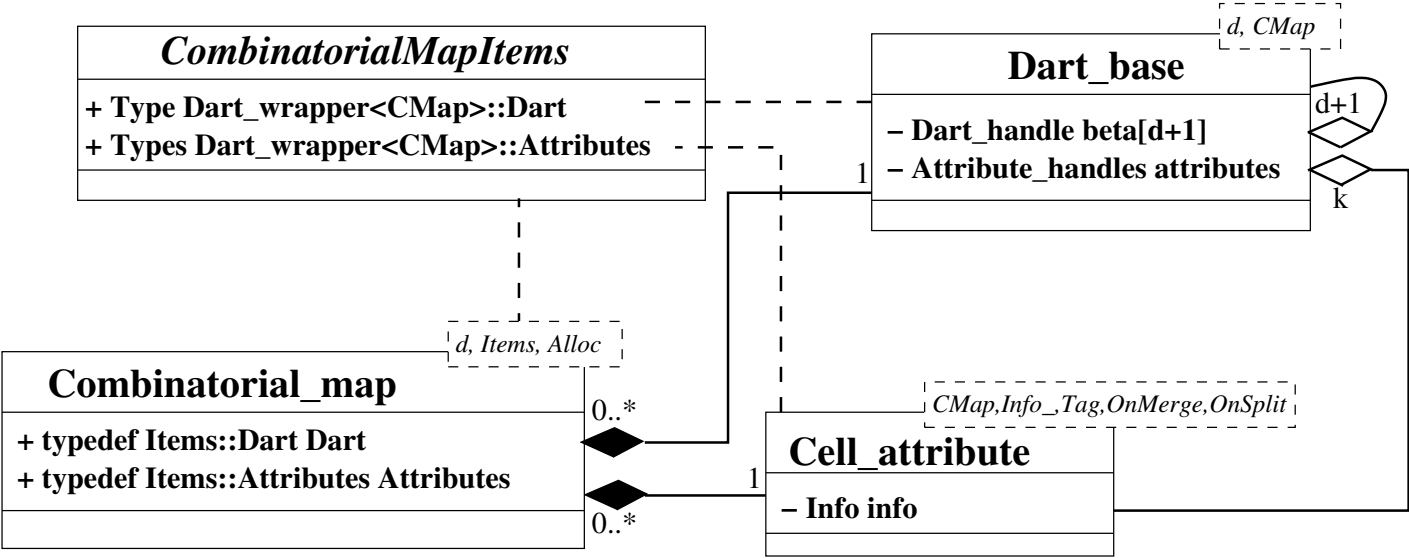 CombinatorialMapItems
+ Type Dart_wrapper<CMap>::Dart
+ Types Dart_wrapper<CMap>::Attributes
d, CMap
Dart_base
− Dart_handle beta[d+1]
− Attribute_handles attributes
d+1
k
1
d, Items, Alloc
Combinatorial_map
+ typedef Items::Dart Dart
+ typedef Items::Attributes Attributes
0..*
0..*
1
CMap,Info_,Tag,OnMerge,OnSplit
Cell_attribute
− Info info